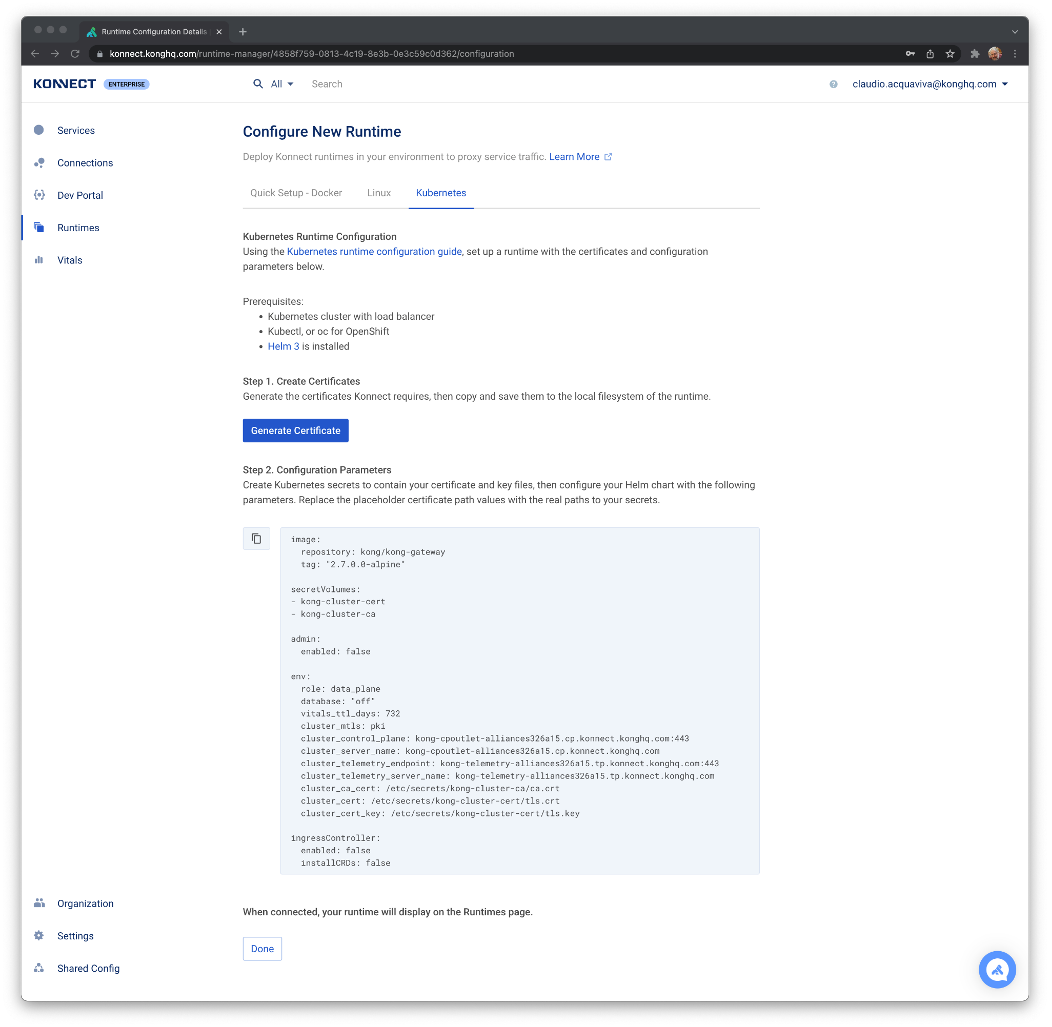 Runtime Configuration Details
konnect.konghq.com/runtime-manager/4858f759-0813-4c19-8e3b-0e3c59c0d362/configuration
KONNECT ENTERPRISE
All
Search
claudio.acquaviva@konghq.com
Services
Connections
Dev Portal
Runtimes
Vitals
Configure New Runtime
Deploy Konnect runtimes in your environment to proxy service traffic. Learn More
Quick Setup - Docker Linux Kubernetes
Kubernetes Runtime Configuration
Using the Kubernetes runtime configuration guide, set up a runtime with the certificates and configuration
parameters below.
Prerequisites:
• Kubernetes cluster with load balancer
• Kubectl, or oc for OpenShift
• Helm 3 is installed
Step 1. Create Certificates
Generate the certificates Konnect requires, then copy and save them to the local filesystem of the runtime.
Generate Certificate
Step 2. Configuration Parameters
Create Kubernetes secrets to contain your certificate and key files, then configure your Helm chart with the following
parameters. Replace the placeholder certificate path values with the real paths to your secrets.
image:
  repository: kong/kong-gateway
  tag: "2.7.0.0-alpine"
secretVolumes:
- kong-cluster-cert
- kong-cluster-ca
admin:
  enabled: false
env:
  role: data_plane
  database: "off"
  vitals_ttl_days: 732
  cluster_mtls: pki
  cluster_control_plane: kong-cpoutlet-alliances326a15.cp.konnect.konghq.com:443
  cluster_server_name: kong-cpoutlet-alliances326a15.cp.konnect.konghq.com
  cluster_telemetry_endpoint: kong-telemetry-alliances326a15.tp.konnect.konghq.com:443
  cluster_telemetry_server_name: kong-telemetry-alliances326a15.tp.konnect.konghq.com
  cluster_ca_cert: /etc/secrets/kong-cluster-ca/ca.crt
  cluster_cert: /etc/secrets/kong-cluster-cert/tls.crt
  cluster_cert_key: /etc/secrets/kong-cluster-cert/tls.key
ingressController:
  enabled: false
  installCRDs: false
When connected, your runtime will display on the Runtimes page.
Done
Organization
Settings
Shared Config